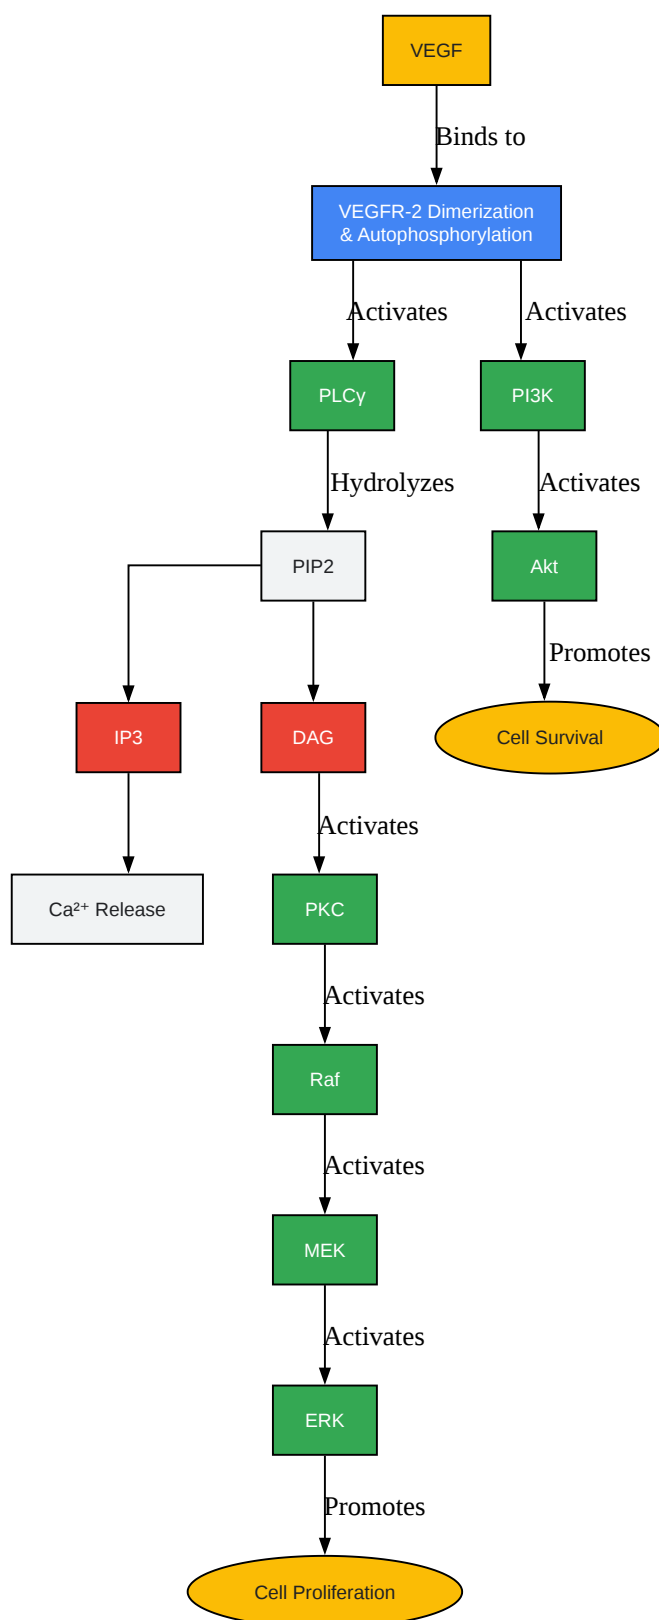 VEGF
Binds to
VEGFR-2 Dimerization
& Autophosphorylation
Activates
Activates
PLCγ
PI3K
Hydrolyzes
Activates
PIP2
Akt
Promotes
IP3
DAG
Cell Survival
Activates
Ca²⁺ Release
PKC
Activates
Raf
Activates
MEK
Activates
ERK
Promotes
Cell Proliferation